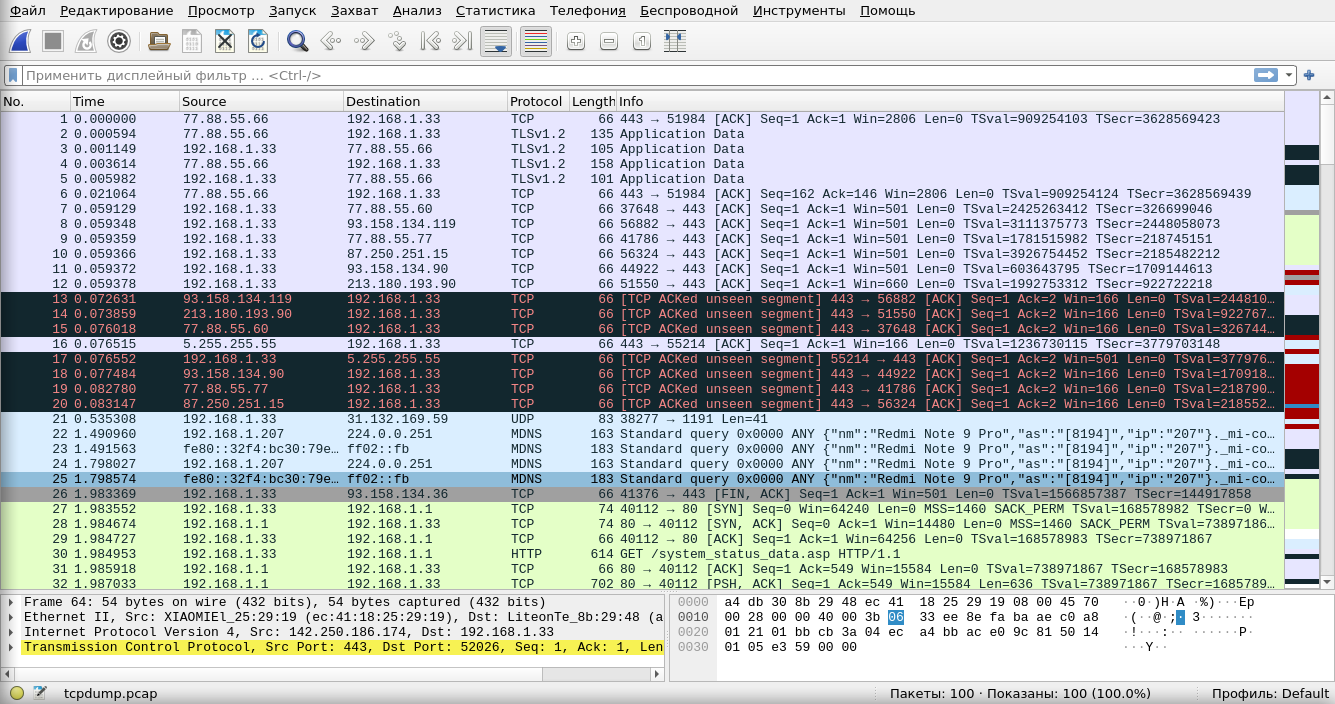 Файл Редактирование Просмотр Запуск Захват Анализ Статистика Телефония Беспроводной Инструменты Помощь
Применить дисплейный фильтр … <Ctrl-/>
No. Time Source Destination Protocol Length Info
1 0.000000 77.88.55.66 192.168.1.33 TCP 66 443 → 51984 [ACK] Seq=1 Ack=1 Win=2806 Len=0 TSval=909254103 TSecr=3628569423
2 0.000594 77.88.55.66 192.168.1.33 TLSv1.2 135 Application Data
3 0.001149 192.168.1.33 77.88.55.66 TLSv1.2 105 Application Data
4 0.003614 77.88.55.66 192.168.1.33 TLSv1.2 158 Application Data
5 0.005982 192.168.1.33 77.88.55.66 TLSv1.2 101 Application Data
6 0.021064 77.88.55.66 192.168.1.33 TCP 66 443 → 51984 [ACK] Seq=162 Ack=146 Win=2806 Len=0 TSval=909254124 TSecr=3628569439
7 0.059129 192.168.1.33 77.88.55.60 TCP 66 37648 → 443 [ACK] Seq=1 Ack=1 Win=501 Len=0 TSval=2425263412 TSecr=326699046
8 0.059348 192.168.1.33 93.158.134.119 TCP 66 56882 → 443 [ACK] Seq=1 Ack=1 Win=501 Len=0 TSval=3111375773 TSecr=2448058073
9 0.059359 192.168.1.33 77.88.55.77 TCP 66 41786 → 443 [ACK] Seq=1 Ack=1 Win=501 Len=0 TSval=1781515982 TSecr=218745151
10 0.059366 192.168.1.33 87.250.251.15 TCP 66 56324 → 443 [ACK] Seq=1 Ack=1 Win=501 Len=0 TSval=3926754452 TSecr=2185482212
11 0.059372 192.168.1.33 93.158.134.90 TCP 66 44922 → 443 [ACK] Seq=1 Ack=1 Win=501 Len=0 TSval=603643795 TSecr=1709144613
12 0.059378 192.168.1.33 213.180.193.90 TCP 66 51550 → 443 [ACK] Seq=1 Ack=1 Win=660 Len=0 TSval=1992753312 TSecr=922722218
13 0.072631 93.158.134.119 192.168.1.33 TCP 66 [TCP ACKed unseen segment] 443 → 56882 [ACK] Seq=1 Ack=2 Win=166 Len=0 TSval=244810…
14 0.073859 213.180.193.90 192.168.1.33 TCP 66 [TCP ACKed unseen segment] 443 → 51550 [ACK] Seq=1 Ack=2 Win=166 Len=0 TSval=922767…
15 0.076018 77.88.55.60 192.168.1.33 TCP 66 [TCP ACKed unseen segment] 443 → 37648 [ACK] Seq=1 Ack=2 Win=166 Len=0 TSval=326744…
16 0.076515 5.255.255.55 192.168.1.33 TCP 66 443 → 55214 [ACK] Seq=1 Ack=1 Win=166 Len=0 TSval=1236730115 TSecr=3779703148
17 0.076552 192.168.1.33 5.255.255.55 TCP 66 [TCP ACKed unseen segment] 55214 → 443 [ACK] Seq=1 Ack=2 Win=501 Len=0 TSval=377976…
18 0.077484 93.158.134.90 192.168.1.33 TCP 66 [TCP ACKed unseen segment] 443 → 44922 [ACK] Seq=1 Ack=2 Win=166 Len=0 TSval=170918…
19 0.082780 77.88.55.77 192.168.1.33 TCP 66 [TCP ACKed unseen segment] 443 → 41786 [ACK] Seq=1 Ack=2 Win=166 Len=0 TSval=218790…
20 0.083147 87.250.251.15 192.168.1.33 TCP 66 [TCP ACKed unseen segment] 443 → 56324 [ACK] Seq=1 Ack=2 Win=166 Len=0 TSval=218552…
21 0.535308 192.168.1.33 31.132.169.59 UDP 83 38277 → 1191 Len=41
22 1.490960 192.168.1.207 224.0.0.251 MDNS 163 Standard query 0x0000 ANY {"nm":"Redmi Note 9 Pro","as":"[8194]","ip":"207"}._mi-co…
23 1.491563 fe80::32f4:bc30:79e… ff02::fb MDNS 183 Standard query 0x0000 ANY {"nm":"Redmi Note 9 Pro","as":"[8194]","ip":"207"}._mi-co…
24 1.798027 192.168.1.207 224.0.0.251 MDNS 163 Standard query 0x0000 ANY {"nm":"Redmi Note 9 Pro","as":"[8194]","ip":"207"}._mi-co…
25 1.798574 fe80::32f4:bc30:79e… ff02::fb MDNS 183 Standard query 0x0000 ANY {"nm":"Redmi Note 9 Pro","as":"[8194]","ip":"207"}._mi-co…
26 1.983369 192.168.1.33 93.158.134.36 TCP 66 41376 → 443 [FIN, ACK] Seq=1 Ack=1 Win=501 Len=0 TSval=1566857387 TSecr=144917858
27 1.983552 192.168.1.33 192.168.1.1 TCP 74 40112 → 80 [SYN] Seq=0 Win=64240 Len=0 MSS=1460 SACK_PERM TSval=168578982 TSecr=0 W…
28 1.984674 192.168.1.1 192.168.1.33 TCP 74 80 → 40112 [SYN, ACK] Seq=0 Ack=1 Win=14480 Len=0 MSS=1460 SACK_PERM TSval=73897186…
29 1.984727 192.168.1.33 192.168.1.1 TCP 66 40112 → 80 [ACK] Seq=1 Ack=1 Win=64256 Len=0 TSval=168578983 TSecr=738971867
30 1.984953 192.168.1.33 192.168.1.1 HTTP 614 GET /system_status_data.asp HTTP/1.1
31 1.985918 192.168.1.1 192.168.1.33 TCP 66 80 → 40112 [ACK] Seq=1 Ack=549 Win=15584 Len=0 TSval=738971867 TSecr=168578983
32 1.987033 192.168.1.1 192.168.1.33 TCP 702 80 → 40112 [PSH, ACK] Seq=1 Ack=549 Win=15584 Len=636 TSval=738971867 TSecr=1685789…
Frame 64: 54 bytes on wire (432 bits), 54 bytes captured (432 bits)
Ethernet II, Src: XIAOMIEL_25:29:19 (ec:41:18:25:29:19), Dst: LiteonTe_8b:29:48 (a
Internet Protocol Version 4, Src: 142.250.186.174, Dst: 192.168.1.33
Transmission Control Protocol, Src Port: 443, Dst Port: 52026, Seq: 1, Ack: 1, Len
0000 a4 db 30 8b 29 48 ec 41 18 25 29 19 08 00 45 70 ··0·)H·A ·%)···Ep
0010 00 28 00 00 40 00 3b 06 33 ee 8e fa ba ae c0 a8 ·(··@·;· 3·······
0020 01 21 01 bb cb 3a 04 ec a4 bb ac e0 9c 81 50 14 ·!···:·· ······P·
0030 01 05 e3 59 00 00 ···Y··
tcpdump.pcap Пакеты: 100 · Показаны: 100 (100.0%) Профиль: Default